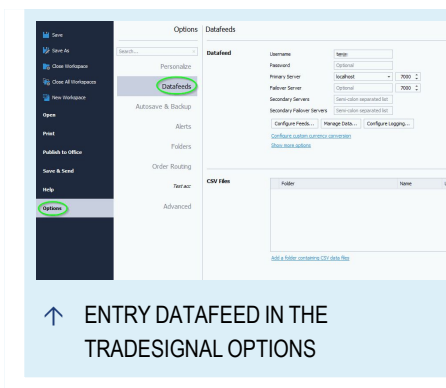 Save
Save As
Close Workspace
Close All Workspaces
New Workspace
Open
Print
Publish to Office
Save & Send
Help
Options
Options
Search...
Personalize
Datafeeds
Autosave & Backup
Alerts
Folders
Order Routing
Advanced
Datafeeds
Datafeed
Username
Password Optional
Primary Server localhost 7000
Failover Server Optional 7000
Secondary Servers Semi-colon separated list
Secondary Failover Servers Semi-colon separated list
Configure Feeds... Manage Data... Configure Logging...
Configure custom currency conversion
Show more options
CSV Files
Folder Name
Add a folder containing CSV data files
↑ ENTRY DATAFEED IN THE
TRADESIGNAL OPTIONS